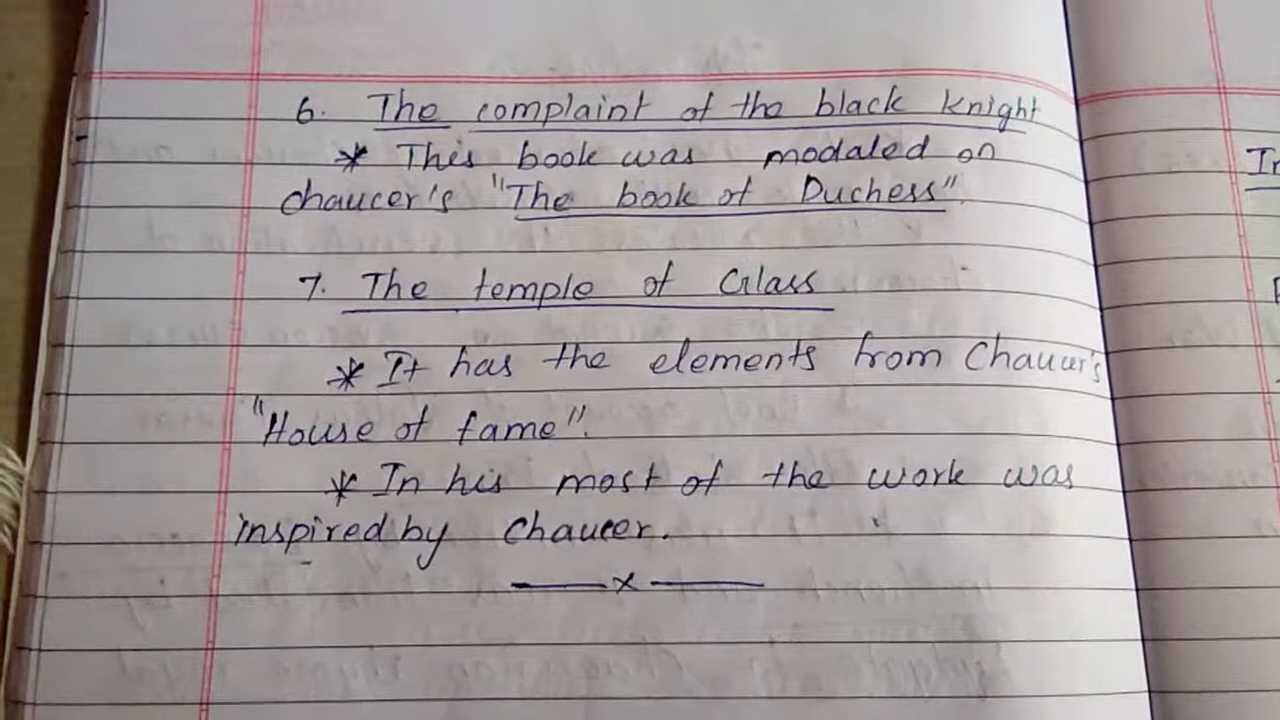 6. The complaint of the black knight
* This book was modaled on
chaucer's "The book of Duchess".
7. The temple of Glass
* It has the elements from Chaucer's
"House of fame".
* In his most of the work was
inspired by Chaucer.
—x—
In